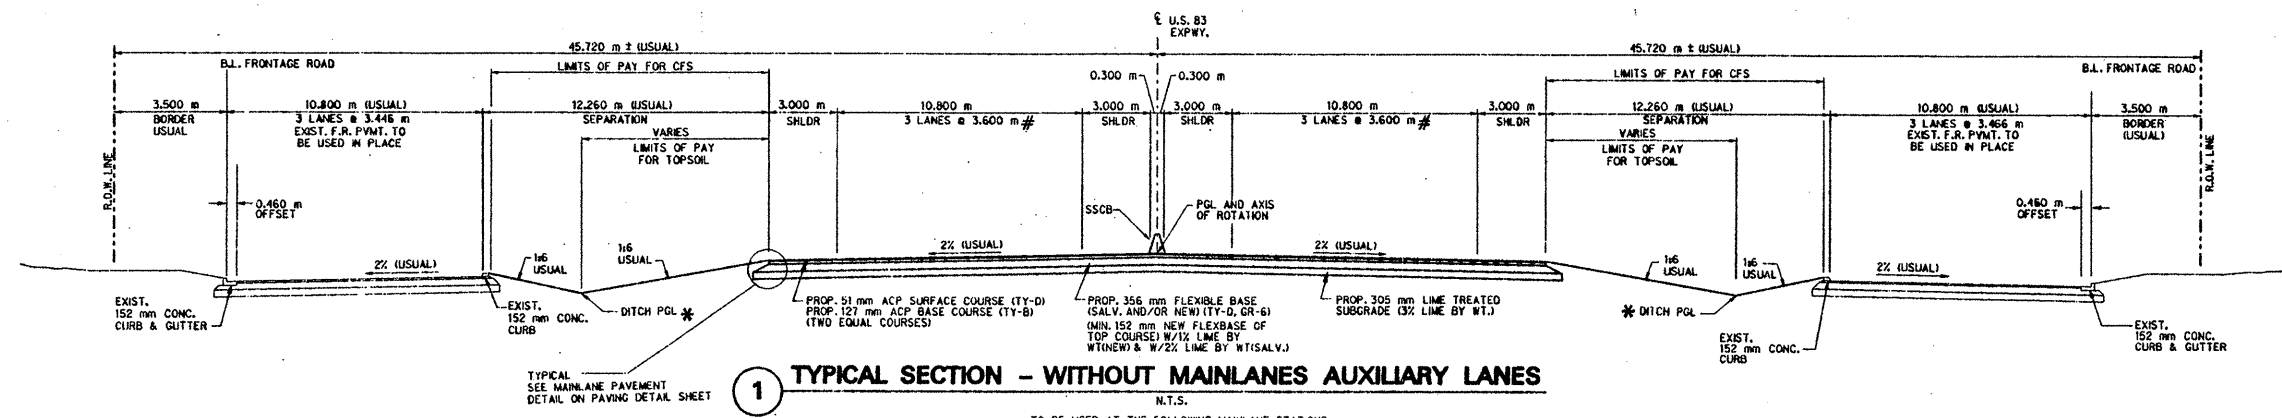 ℄ U.S. 83
EXPWY.
45.720 m ± (USUAL)
45.720 m ± (USUAL)
B.L. FRONTAGE ROAD
LIMITS OF PAY FOR CFS
0.300 m
0.300 m
LIMITS OF PAY FOR CFS
B.L. FRONTAGE ROAD
3.500 m
BORDER
USUAL
10.800 m (USUAL)
3 LANES @ 3.446 m
EXIST. F.R. PVMT. TO
BE USED IN PLACE
12.260 m (USUAL)
SEPARATION
VARIES
LIMITS OF PAY
FOR TOPSOIL
3.000 m
SHLDR
10.800 m
3 LANES @ 3.600 m #
3.000 m
SHLDR
3.000 m
SHLDR
10.800 m
3 LANES @ 3.600 m #
3.000 m
SHLDR
12.260 m (USUAL)
SEPARATION
VARIES
LIMITS OF PAY
FOR TOPSOIL
10.800 m (USUAL)
3 LANES @ 3.466 m
EXIST. F.R. PVMT. TO
BE USED IN PLACE
3.500 m
BORDER
(USUAL)
R.O.W. LINE
R.O.W. LINE
0.460 m
OFFSET
SSCB
PGL AND AXIS
OF ROTATION
0.460 m
OFFSET
2% (USUAL)
1:6
USUAL
1:6
USUAL
2% (USUAL)
2% (USUAL)
1:6
USUAL
1:6
USUAL
2% (USUAL)
EXIST.
152 mm CONC.
CURB & GUTTER
EXIST.
152 mm CONC.
CURB
DITCH PGL *
PROP. 51 mm ACP SURFACE COURSE (TY-D)
PROP. 127 mm ACP BASE COURSE (TY-B)
(TWO EQUAL COURSES)
PROP. 356 mm FLEXIBLE BASE
(SALV. AND/OR NEW) (TY-D, GR-6)
(MIN. 152 mm NEW FLEXBASE OF
TOP COURSE) W/1% LIME BY
WT(NEW) & W/2% LIME BY WT(SALV.)
PROP. 305 mm LIME TREATED
SUBGRADE (3% LIME BY WT.)
* DITCH PGL
EXIST.
152 mm CONC.
CURB
EXIST.
152 mm CONC.
CURB & GUTTER
TYPICAL
SEE MAINLANE PAVEMENT
DETAIL ON PAVING DETAIL SHEET
1 TYPICAL SECTION - WITHOUT MAINLANES AUXILIARY LANES
N.T.S.
TO BE USED AT THE FOLLOWING MAINLANE STATIONS